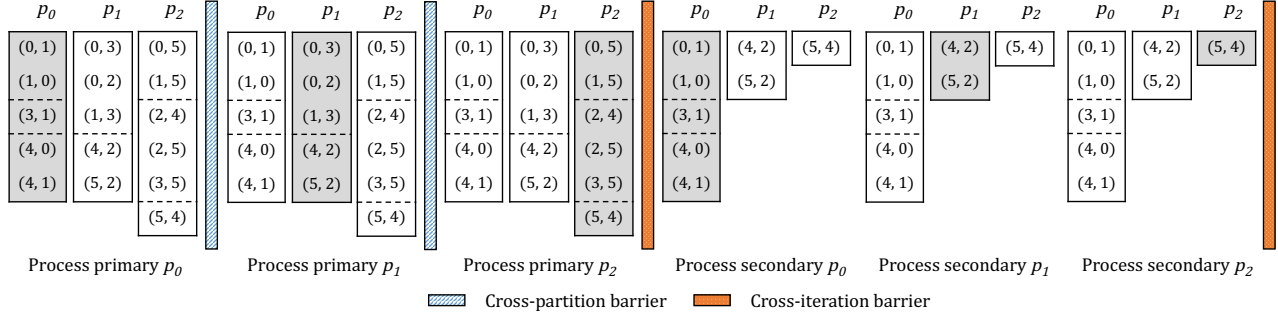 p0 p1 p2 p0 p1 p2 p0 p1 p2 p0 p1 p2 p0 p1 p2 p0 p1 p2
(0, 1) (0, 3) (0, 5) (0, 1) (0, 3) (0, 5) (0, 1) (0, 3) (0, 5) (0, 1) (4, 2) (5, 4) (0, 1) (4, 2) (5, 4) (0, 1) (4, 2) (5, 4)
(1, 0) (0, 2) (1, 5) (1, 0) (0, 2) (1, 5) (1, 0) (0, 2) (1, 5) (1, 0) (5, 2) (1, 0) (5, 2) (1, 0) (5, 2)
(3, 1) (1, 3) (2, 4) (3, 1) (1, 3) (2, 4) (3, 1) (1, 3) (2, 4) (3, 1) (3, 1) (3, 1)
(4, 0) (4, 2) (2, 5) (4, 0) (4, 2) (2, 5) (4, 0) (4, 2) (2, 5) (4, 0) (4, 0) (4, 0)
(4, 1) (5, 2) (3, 5) (4, 1) (5, 2) (3, 5) (4, 1) (5, 2) (3, 5) (4, 1) (4, 1) (4, 1)
(5, 4) (5, 4) (5, 4)
Process primary p0 Process primary p1 Process primary p2 Process secondary p0 Process secondary p1 Process secondary p2
Cross-partition barrier Cross-iteration barrier